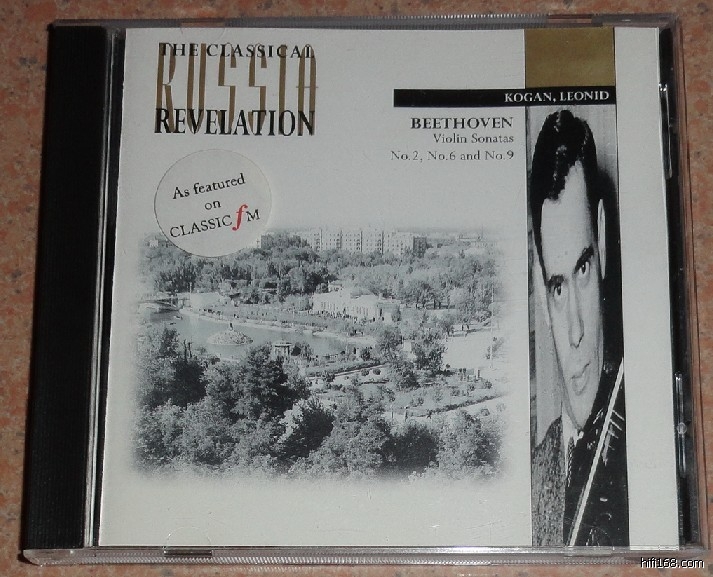 THE CLASSICAL
RUSSIA
REVELATION
KOGAN, LEONID
BEETHOVEN
Violin Sonatas
No.2, No.6 and No.9
As featured
on
CLASSIC fM
hifi168.com